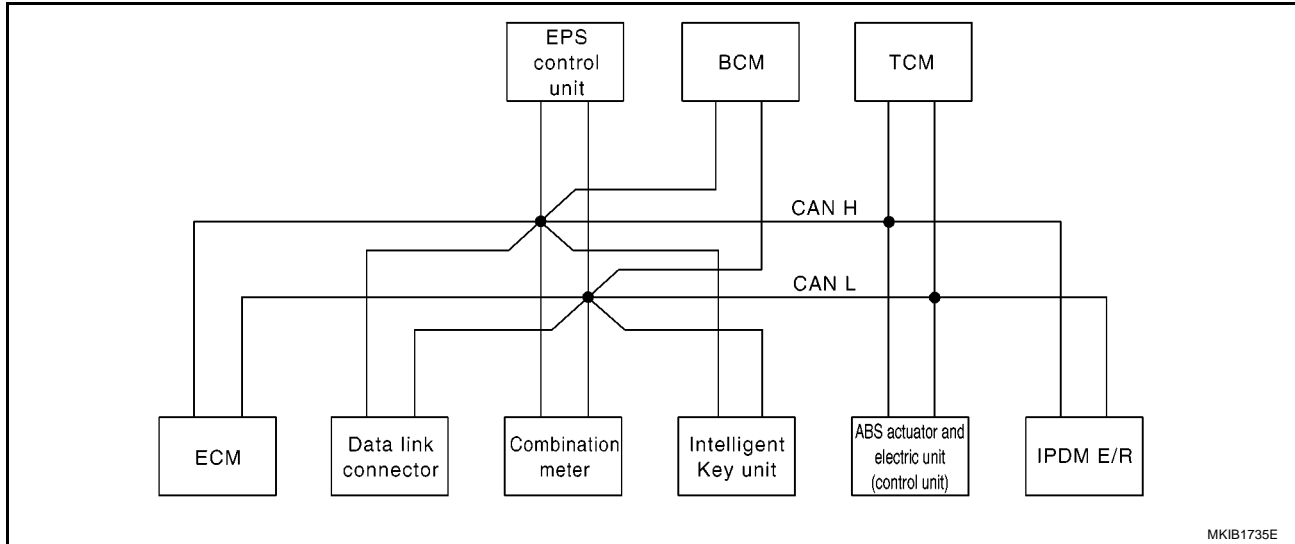 EPS
control
unit
BCM
TCM
CAN H
CAN L
ECM
Data link
connector
Combination
meter
Intelligent
Key unit
ABS actuator and
electric unit
(control unit)
IPDM E/R
MKIB1735E